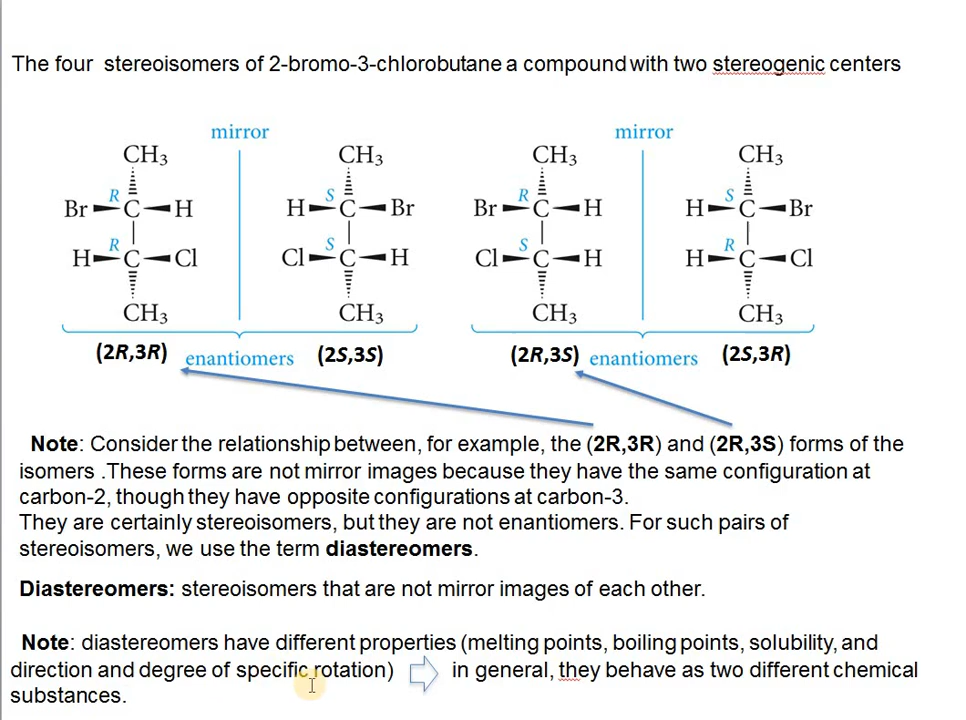 The four stereoisomers of 2-bromo-3-chlorobutane a compound with two stereogenic centers
mirror mirror
CH₃ CH₃ CH₃ CH₃
R S R S
Br C H H C Br Br C H H C Br
R S S R
H C Cl Cl C H Cl C H H C Cl
CH₃ CH₃ CH₃ CH₃
(2R,3R) enantiomers (2S,3S) (2R,3S) enantiomers (2S,3R)
Note: Consider the relationship between, for example, the (2R,3R) and (2R,3S) forms of the
isomers .These forms are not mirror images because they have the same configuration at
carbon-2, though they have opposite configurations at carbon-3.
They are certainly stereoisomers, but they are not enantiomers. For such pairs of
stereoisomers, we use the term diastereomers.
Diastereomers: stereoisomers that are not mirror images of each other.
Note: diastereomers have different properties (melting points, boiling points, solubility, and
direction and degree of specific rotation) in general, they behave as two different chemical
substances.